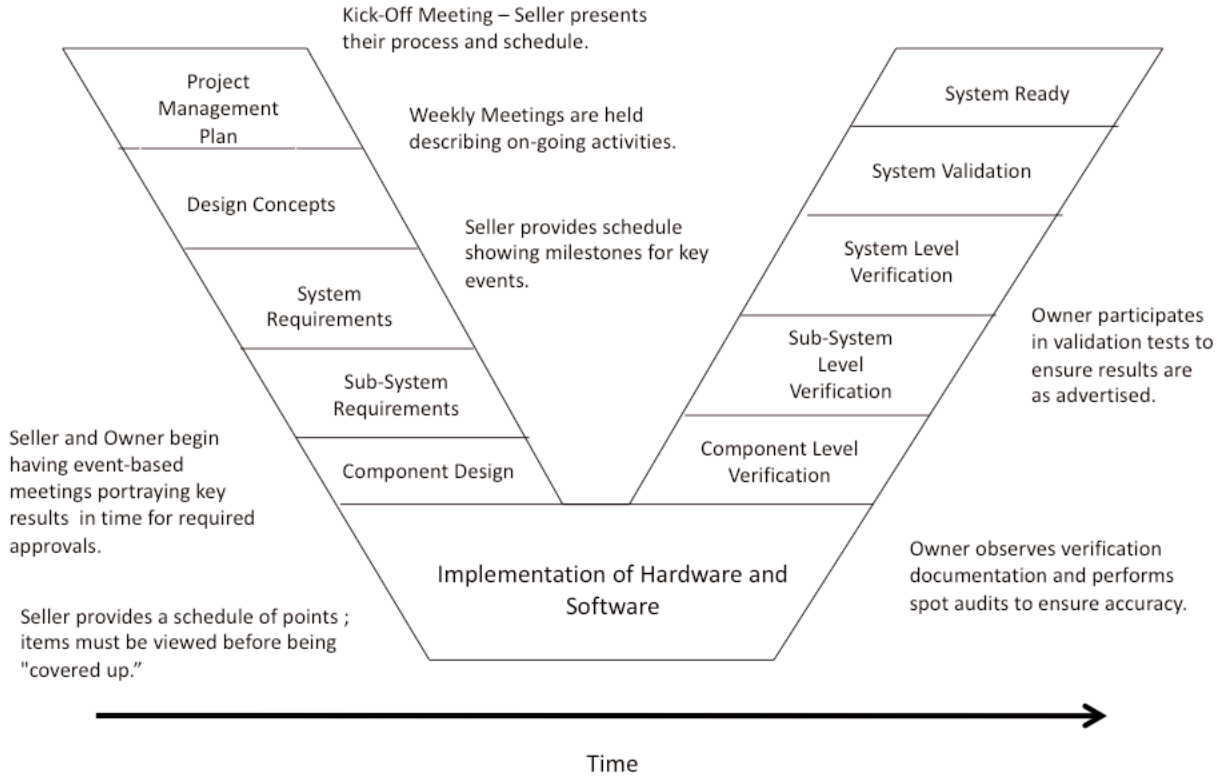 Kick-Off Meeting – Seller presents
their process and schedule.
Project
Management
Plan
Weekly Meetings are held
describing on-going activities.
Design Concepts
Seller provides schedule
showing milestones for key
events.
System
Requirements
Sub-System
Requirements
Component Design
Seller and Owner begin
having event-based
meetings portraying key
results in time for required
approvals.
Seller provides a schedule of points ;
items must be viewed before being
"covered up.”
Implementation of Hardware and
Software
System Ready
System Validation
System Level
Verification
Sub-System
Level
Verification
Component Level
Verification
Owner participates
in validation tests to
ensure results are
as advertised.
Owner observes verification
documentation and performs
spot audits to ensure accuracy.
Time